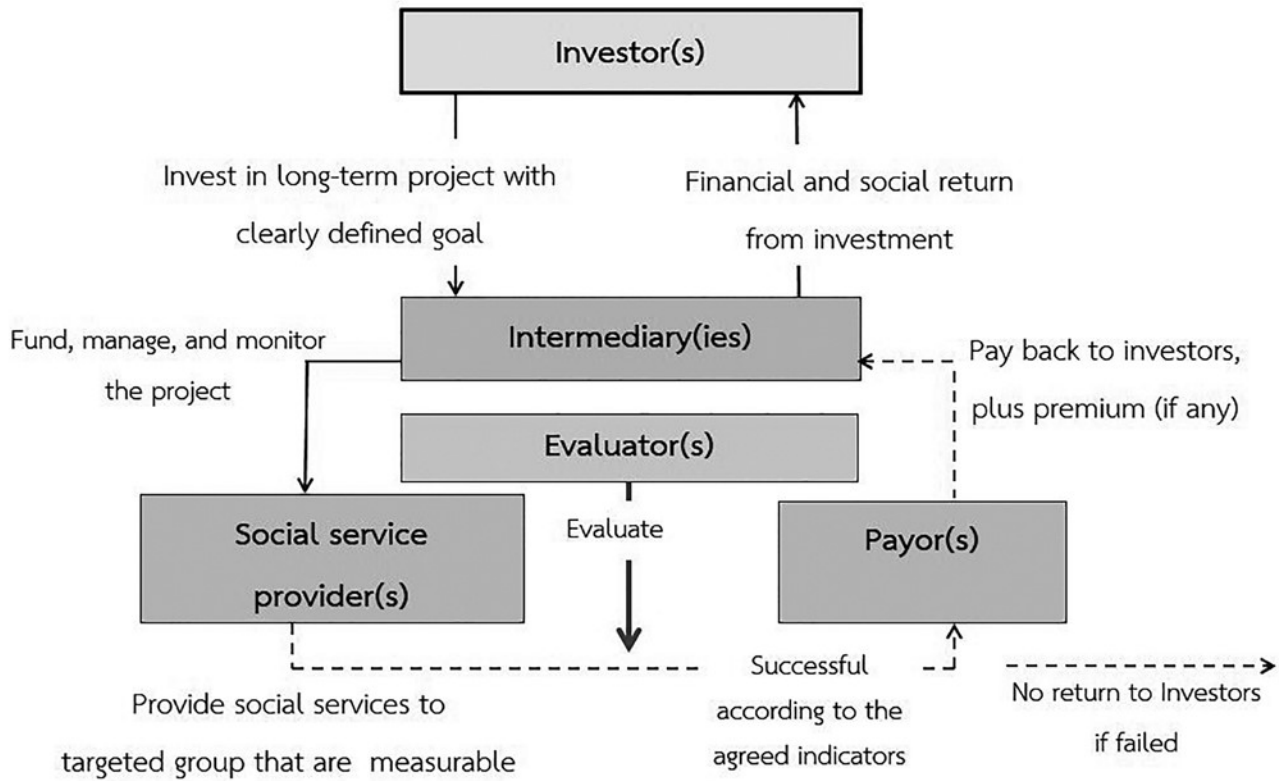 Investor(s)
Invest in long-term project with
clearly defined goal
Financial and social return
from investment
Intermediary(ies)
Fund, manage, and monitor
the project
Pay back to investors,
plus premium (if any)
Evaluator(s)
Evaluate
Social service
provider(s)
Payor(s)
Provide social services to
targeted group that are measurable
Successful
according to the
agreed indicators
No return to Investors
if failed